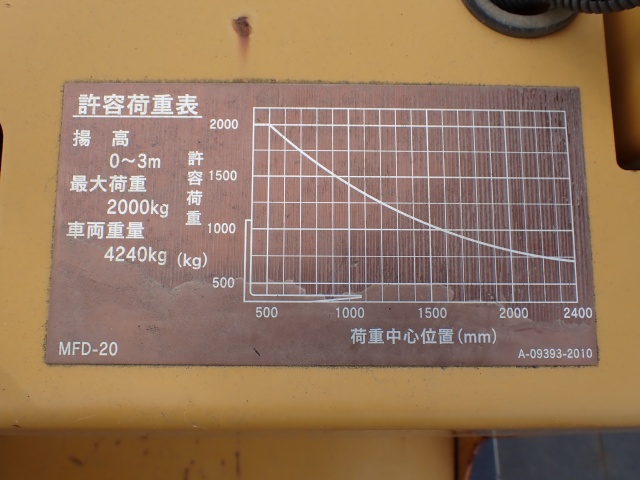 許容荷重表
揚 高
0～3m
最大荷重
2000kg
車両重量
4240kg
許容荷重
(kg)
2000
1500
1000
500
500 1000 1500 2000 2400
荷重中心位置(mm)
MFD-20
A-09393-2010